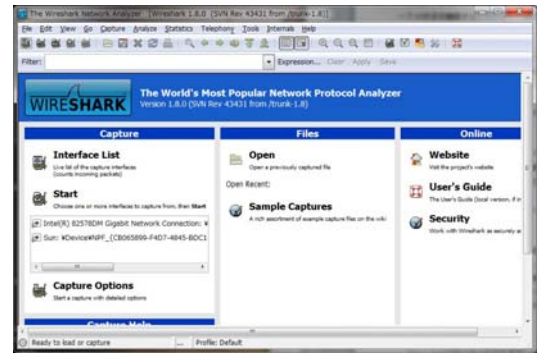 The Wireshark Network Analyzer [Wireshark 1.8.0 (SVN Rev 43431 from /trunk-1.8)]
File Edit View Go Capture Analyze Statistics Telephony Tools Internals Help
Filter: Expression... Clear Apply Save
WIRESHARK
The World's Most Popular Network Protocol Analyzer
Version 1.8.0 (SVN Rev 43431 from /trunk-1.8)
Capture
Interface List
Live list of the capture interfaces
(counts incoming packets)
Start
Choose one or more interfaces to capture from, then Start
Intel(R) 82578DM Gigabit Network Connection: ¥
Sun: ¥Device¥NPF_{CB065899-F4D7-4845-BDC1
Capture Options
Start a capture with detailed options
Capture Help
Files
Open
Open a previously captured file
Open Recent:
Sample Captures
A rich assortment of example capture files on the wiki
Online
Website
Visit the project's website
User's Guide
The User's Guide (local version, if in
Security
Work with Wireshark as securely a
Ready to load or capture
Profile: Default